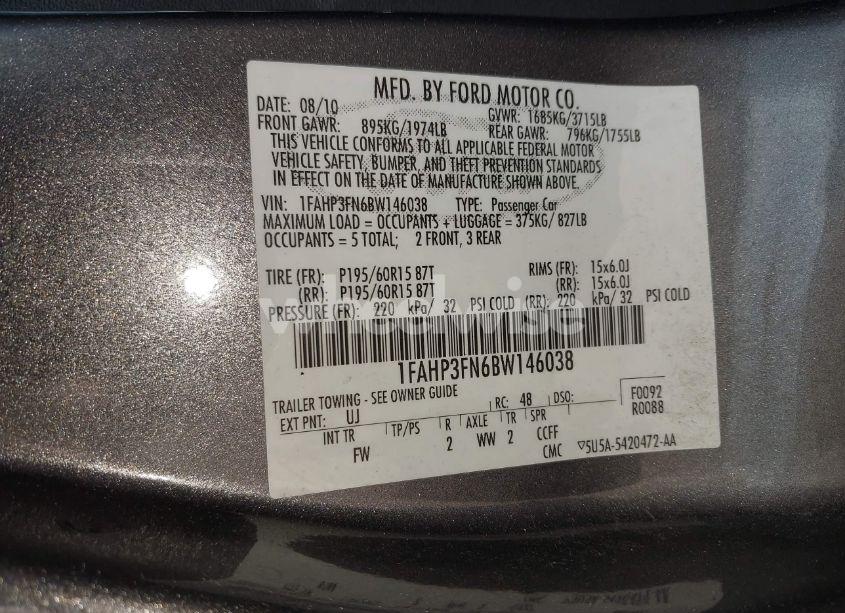 MFD. BY FORD MOTOR CO.
DATE: 08/10 GVWR: 1685KG/3715LB
FRONT GAWR: 895KG/1974LB REAR GAWR: 796KG/1755LB
THIS VEHICLE CONFORMS TO ALL APPLICABLE FEDERAL MOTOR
VEHICLE SAFETY, BUMPER, AND THEFT PREVENTION STANDARDS
IN EFFECT ON THE DATE OF MANUFACTURE SHOWN ABOVE.
VIN: 1FAHP3FN6BW146038 TYPE: Passenger Car
MAXIMUM LOAD = OCCUPANTS + LUGGAGE = 375KG/ 827LB
OCCUPANTS = 5 TOTAL; 2 FRONT, 3 REAR
TIRE (FR): P195/60R15 87T RIMS (FR): 15x6.0J
(RR): P195/60R15 87T (RR): 15x6.0J
PRESSURE (FR): 220 kPa/ 32 PSI COLD (RR): 220 kPa/ 32 PSI COLD
wheelwise
1FAHP3FN6BW146038
TRAILER TOWING - SEE OWNER GUIDE
EXT PNT: UJ RC: 48 DSO: F0092
R0088
INT TR TP/PS R AXLE TR SPR
FW 2 WW 2 CCFF
CMC ▽5U5A-5420472-AA